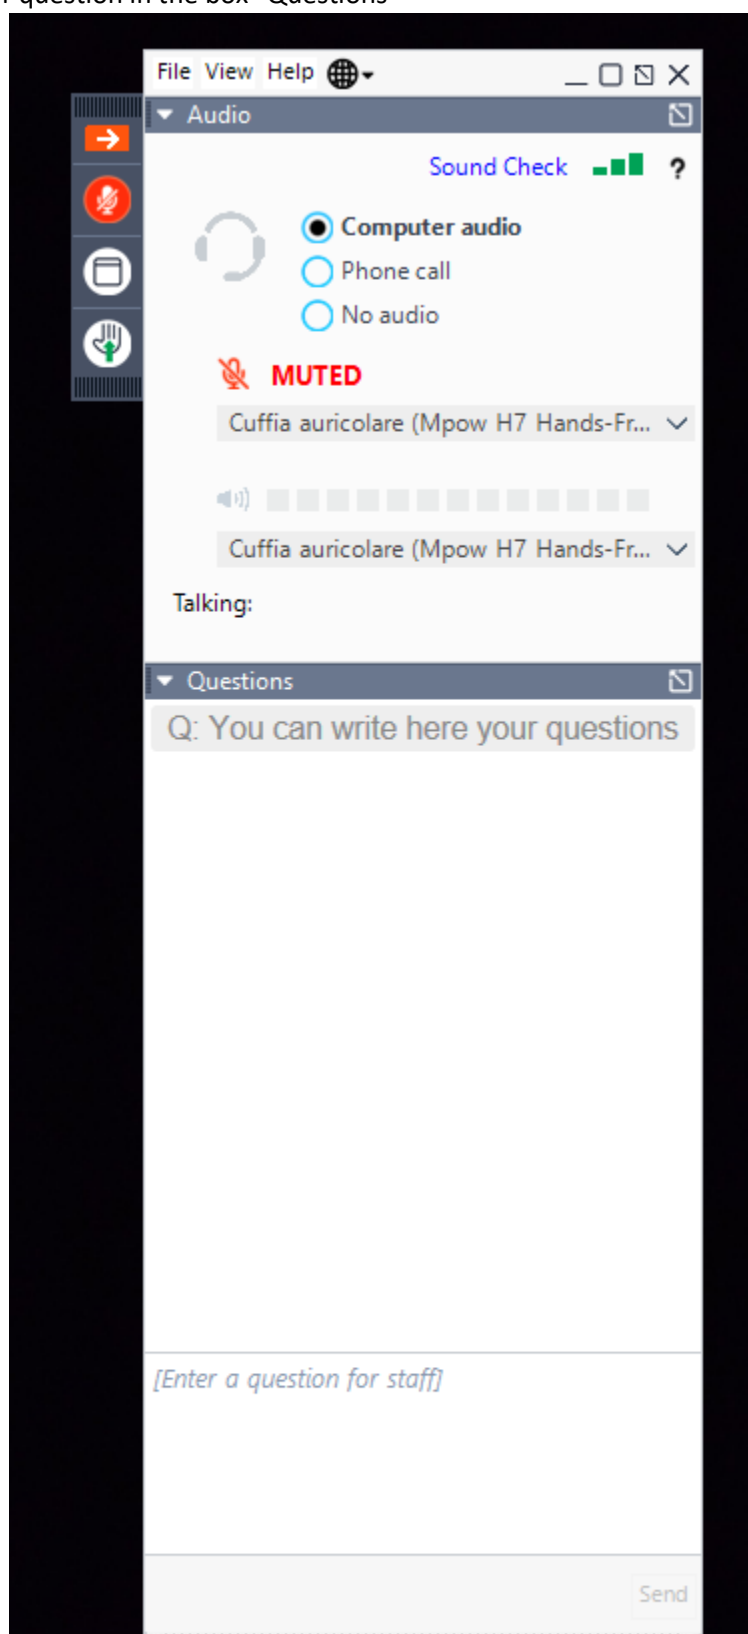 question in the box "Questions"
File View Help
Audio
Sound Check ?
Computer audio
Phone call
No audio
MUTED
Cuffia auricolare (Mpow H7 Hands-Fr...
Cuffia auricolare (Mpow H7 Hands-Fr...
Talking:
Questions
Q: You can write here your questions
[Enter a question for staff]
Send